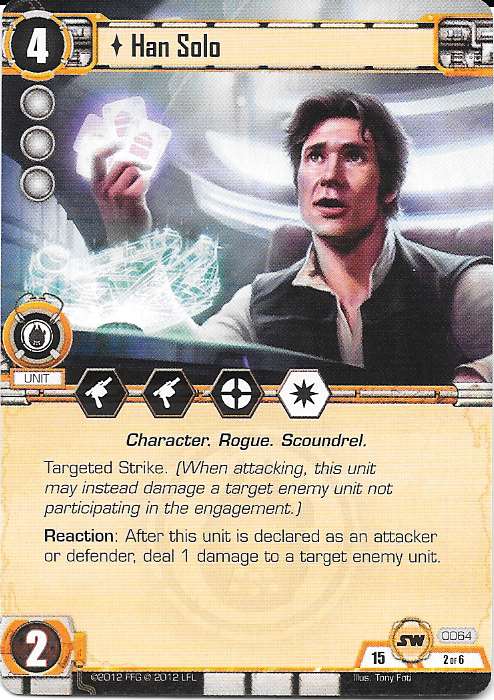 4
Han Solo
UNIT
Character. Rogue. Scoundrel.
Targeted Strike. (When attacking, this unit
may instead damage a target enemy unit not
participating in the engagement.)
Reaction: After this unit is declared as an attacker
or defender, deal 1 damage to a target enemy unit.
2
SW
0064
15
2 OF 6
©2012 FFG © 2012 LFL
Illus. Tony Foti